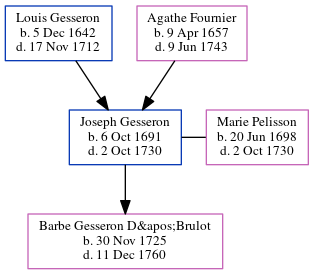 Louis Gesseron
b. 5 Dec 1642
d. 17 Nov 1712
Agathe Fournier
b. 9 Apr 1657
d. 9 Jun 1743
Joseph Gesseron
b. 6 Oct 1691
d. 2 Oct 1730
Marie Pelisson
b. 20 Jun 1698
d. 2 Oct 1730
Barbe Gesseron D&apos;Brulot
b. 30 Nov 1725
d. 11 Dec 1760